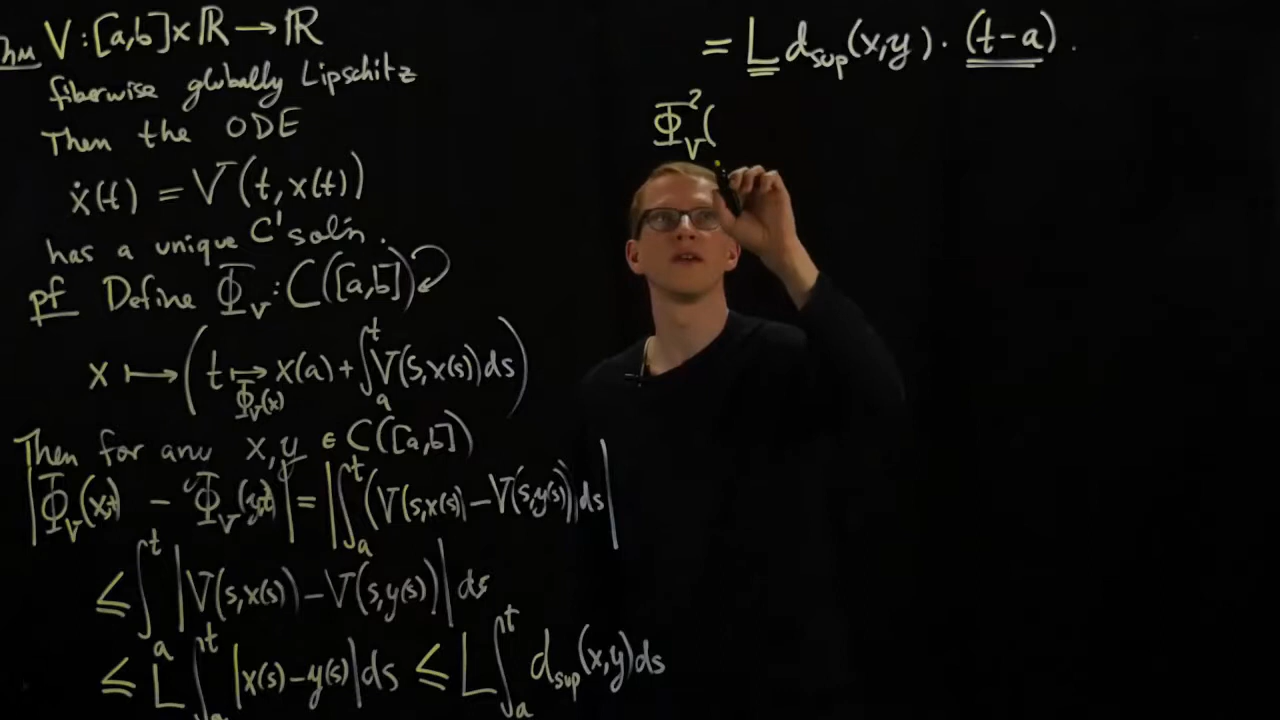 Thm V : [a,b] × ℝ → ℝ
fiberwise globally Lipschitz
Then the ODE
ẋ(t) = V(t, x(t))
has a unique C¹ sol'n.
pf Define Φ_V : C([a,b]) ↩
x ↦ ( t ↦ x(a) + ∫_a^t V(s, x(s)) ds )
Φ_V(x)
Then for any x, y ∈ C([a,b])
|Φ_V(x,t) − Φ_V(y,t)| = |∫_a^t (V(s,x(s)) − V(s,y(s))) ds|
≤ ∫_a^t |V(s,x(s)) − V(s,y(s))| ds
≤ L ∫_a^t |x(s) − y(s)| ds ≤ L ∫_a^t d_sup(x,y) ds
= L d_sup(x,y) · (t−a).
Φ_V^2(